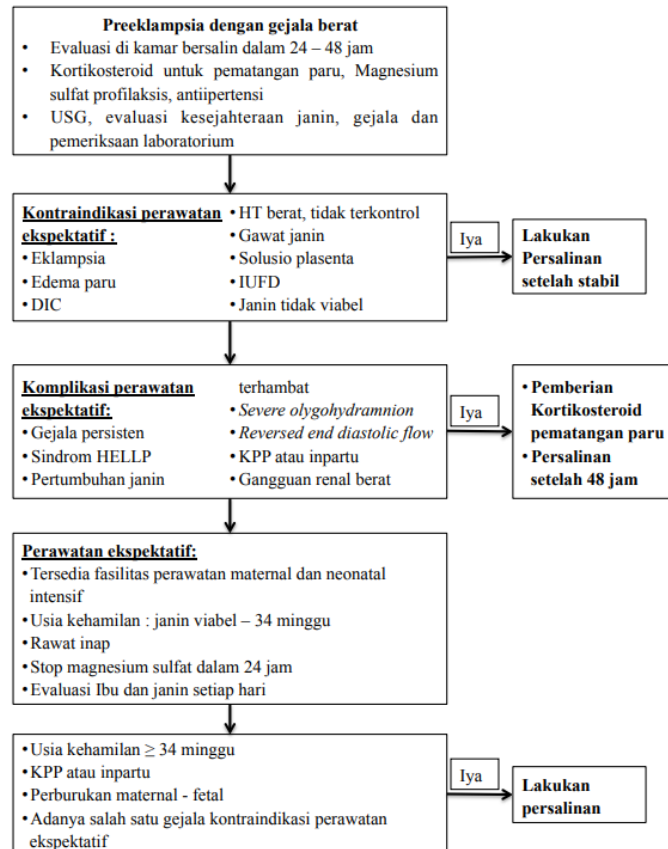 Preeklampsia dengan gejala berat
• Evaluasi di kamar bersalin dalam 24 – 48 jam
• Kortikosteroid untuk pematangan paru, Magnesium
sulfat profilaksis, antiipertensi
• USG, evaluasi kesejahteraan janin, gejala dan
pemeriksaan laboratorium
Kontraindikasi perawatan
ekspektatif :
• Eklampsia
• Edema paru
• DIC
• HT berat, tidak terkontrol
• Gawat janin
• Solusio plasenta
• IUFD
• Janin tidak viabel
Iya
Lakukan
Persalinan
setelah stabil
Komplikasi perawatan
ekspektatif:
• Gejala persisten
• Sindrom HELLP
• Pertumbuhan janin
terhambat
• Severe olygohydramnion
• Reversed end diastolic flow
• KPP atau inpartu
• Gangguan renal berat
Iya
• Pemberian
Kortikosteroid
pematangan paru
• Persalinan
setelah 48 jam
Perawatan ekspektatif:
• Tersedia fasilitas perawatan maternal dan neonatal
intensif
• Usia kehamilan : janin viabel – 34 minggu
• Rawat inap
• Stop magnesium sulfat dalam 24 jam
• Evaluasi Ibu dan janin setiap hari
• Usia kehamilan ≥ 34 minggu
• KPP atau inpartu
• Perburukan maternal - fetal
• Adanya salah satu gejala kontraindikasi perawatan
ekspektatif
Iya
Lakukan
persalinan